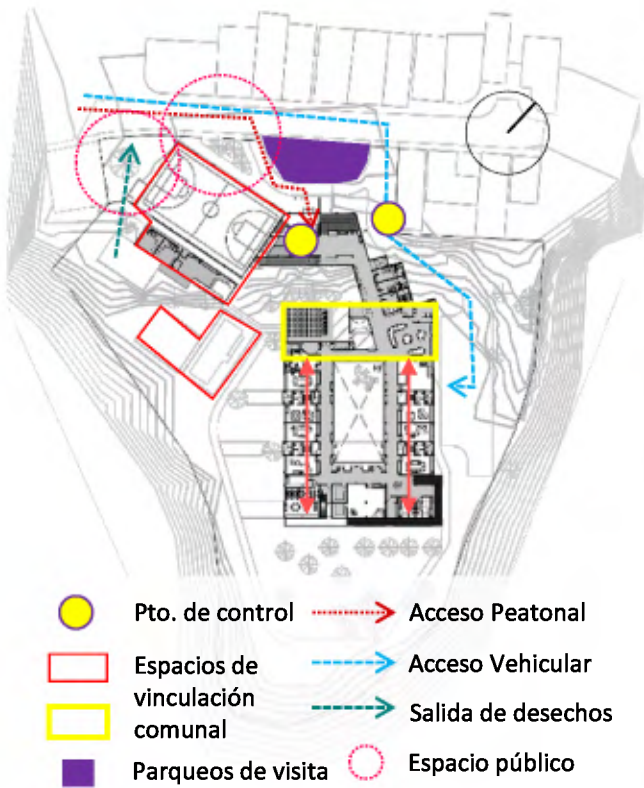 Pto. de control
Acceso Peatonal
Espacios de
vinculación
comunal
Acceso Vehicular
Salida de desechos
Parqueos de visita
Espacio público